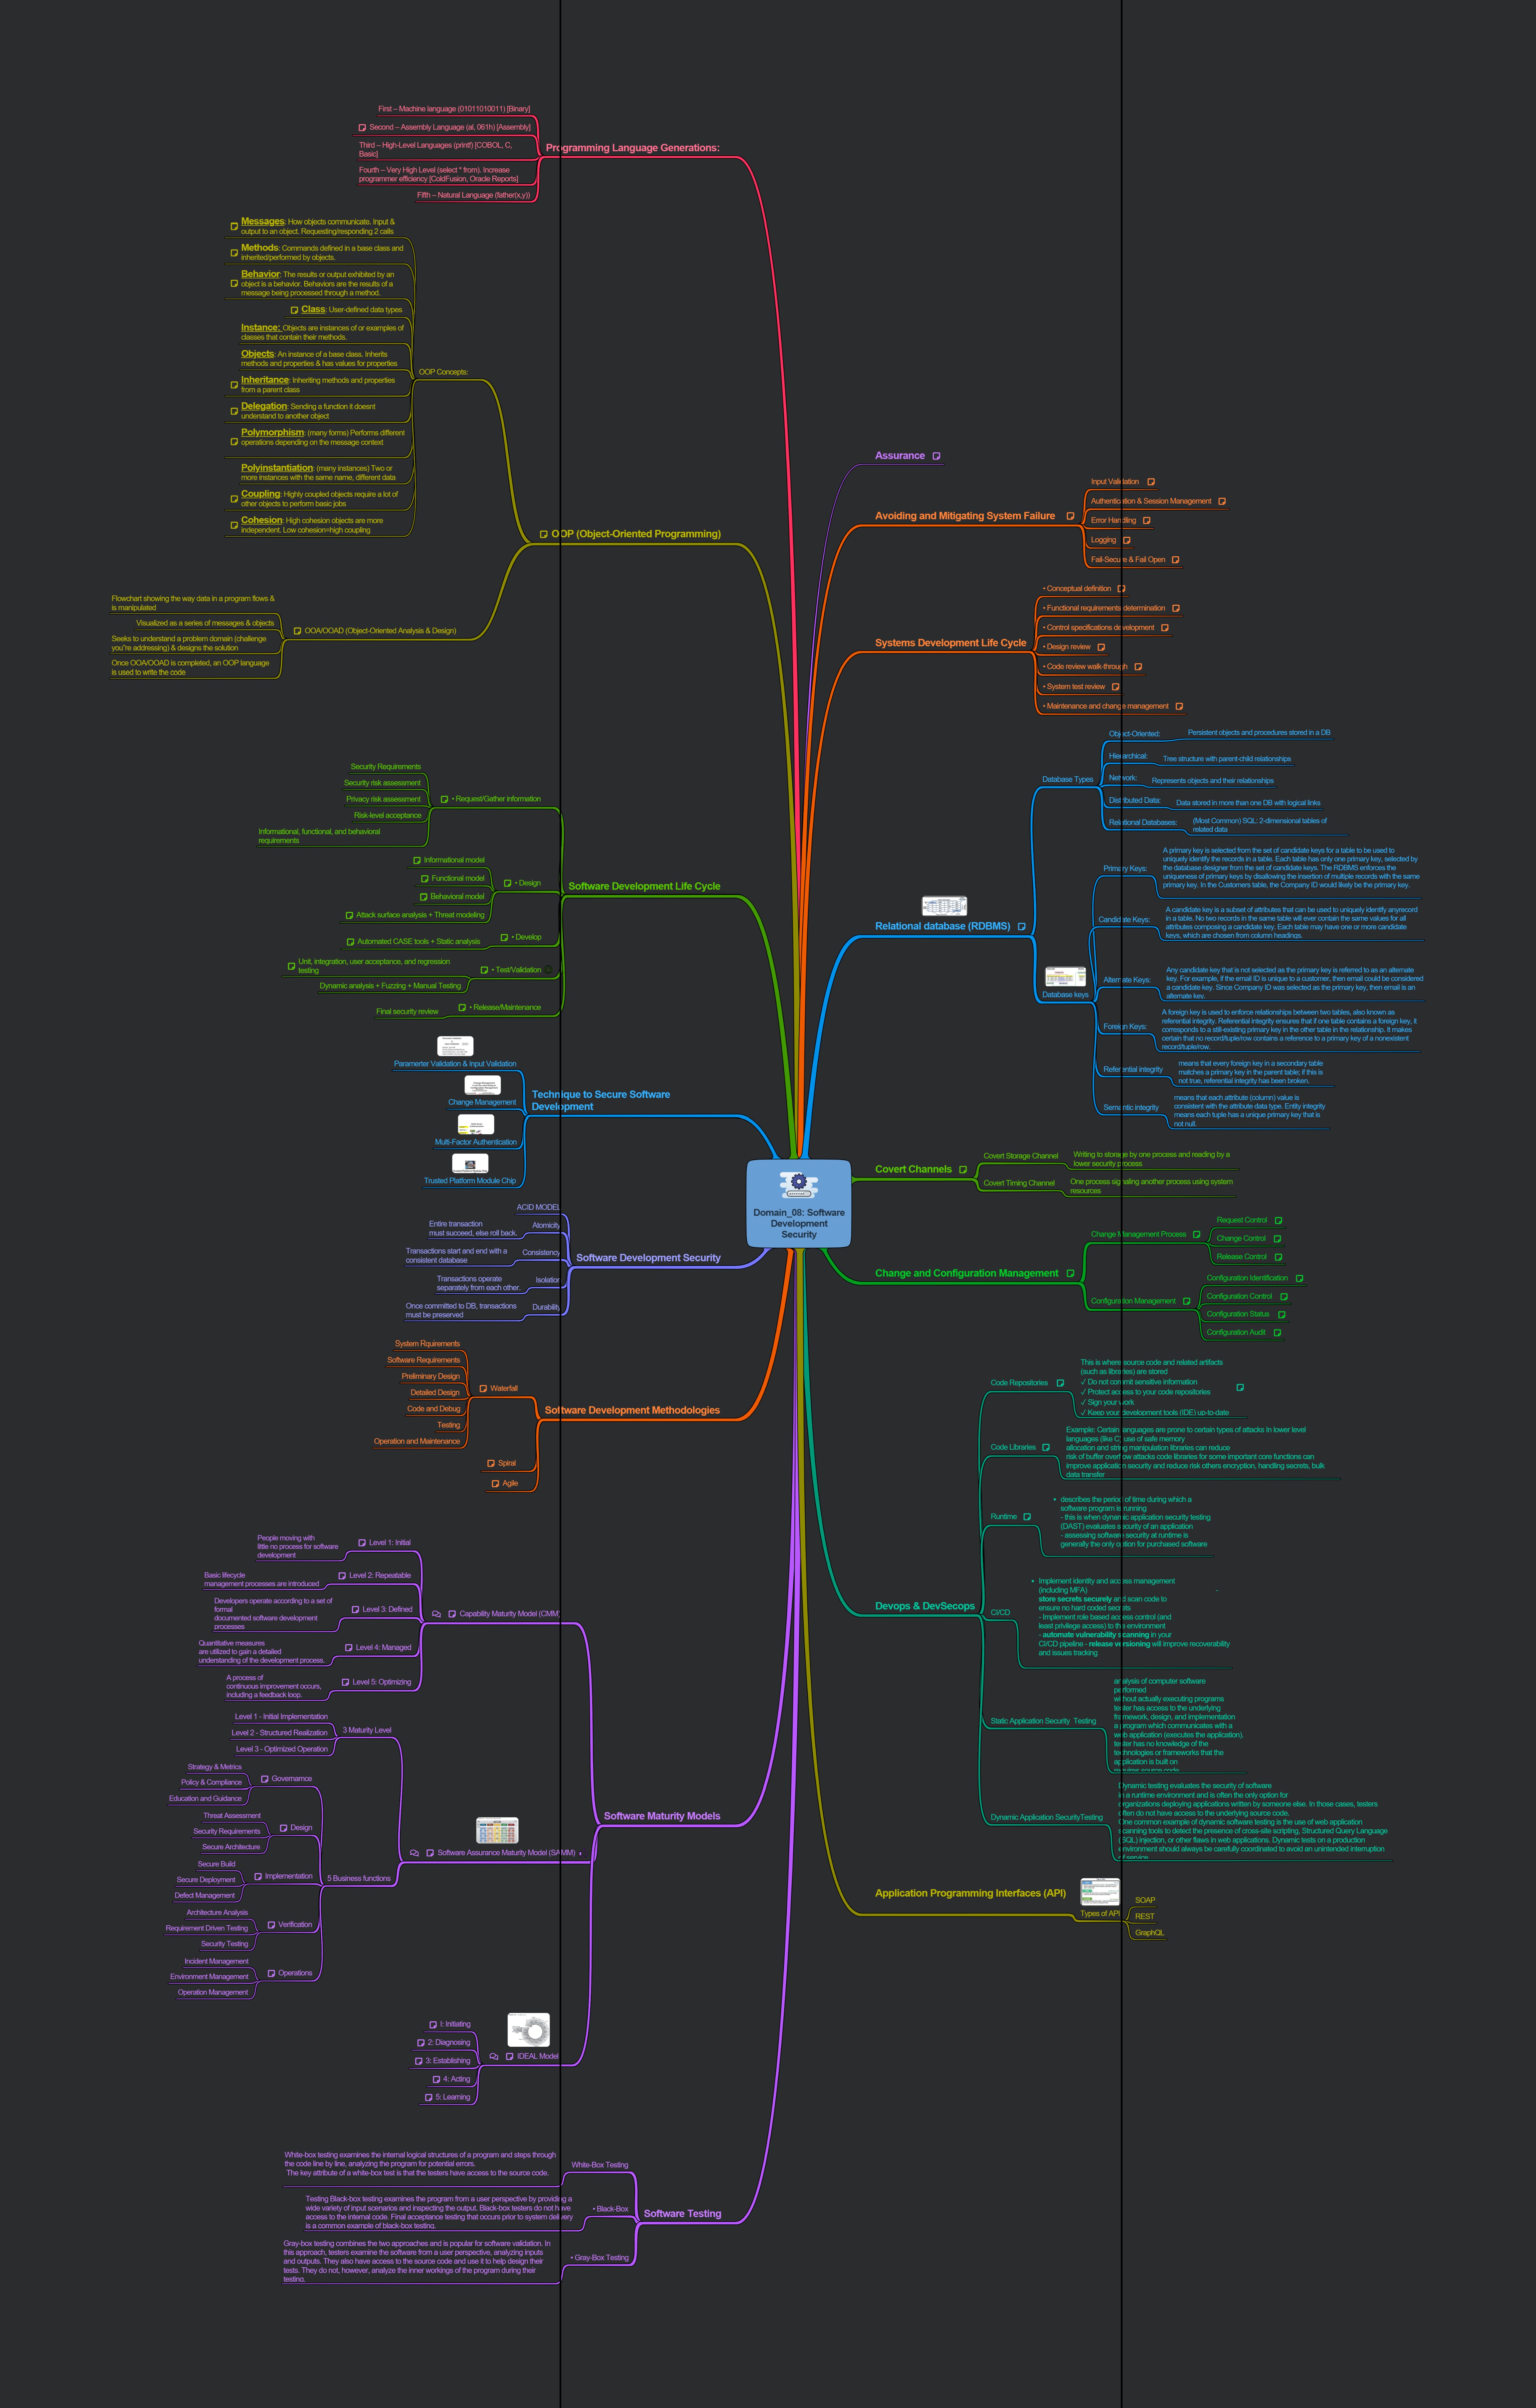 Domain_08: Software
Development
Security
Programming Language Generations:
First – Machine language (01011010011) [Binary]
Second – Assembly Language (al, 061h) [Assembly]
Third – High-Level Languages (printf) [COBOL, C,
Basic]
Fourth – Very High Level (select * from). Increase
programmer efficiency [ColdFusion, Oracle Reports]
Fifth – Natural Language (father(x,y))
OOP (Object-Oriented Programming)
OOP Concepts:
Messages: How objects communicate. Input &
output to an object. Requesting/responding 2 calls
Methods: Commands defined in a base class and
inherited/performed by objects.
Behavior: The results or output exhibited by an
object is a behavior. Behaviors are the results of a
message being processed through a method.
Class: User-defined data types
Instance: Objects are instances of or examples of
classes that contain their methods.
Objects: An instance of a base class. Inherits
methods and properties & has values for properties
Inheritance: Inheriting methods and properties
from a parent class
Delegation: Sending a function it doesnt
understand to another object
Polymorphism: (many forms) Performs different
operations depending on the message context
Polyinstantiation: (many instances) Two or
more instances with the same name, different data
Coupling: Highly coupled objects require a lot of
other objects to perform basic jobs
Cohesion: High cohesion objects are more
independent. Low cohesion=high coupling
OOA/OOAD (Object-Oriented Analysis & Design)
Flowchart showing the way data in a program flows &
is manipulated
Visualized as a series of messages & objects
Seeks to understand a problem domain (challenge
you're addressing) & designs the solution
Once OOA/OOAD is completed, an OOP language
is used to write the code
Software Development Life Cycle
• Request/Gather information
Security Requirements
Security risk assessment
Privacy risk assessment
Risk-level acceptance
Informational, functional, and behavioral
requirements
• Design
Informational model
Functional model
Behavioral model
Attack surface analysis + Threat modeling
• Develop
Automated CASE tools + Static analysis
• Test/Validation
Unit, integration, user acceptance, and regression
testing
Dynamic analysis + Fuzzing + Manual Testing
• Release/Maintenance
Final security review
Technique to Secure Software
Development
Paramerter Validation & Input Validation
Change Management
Multi-Factor Authentication
Trusted Platform Module Chip
Software Development Security
ACID MODEL
Atomicity
Entire transaction
must succeed, else roll back.
Consistency
Transactions start and end with a
consistent database
Isolation
Transactions operate
separately from each other.
Durability
Once committed to DB, transactions
must be preserved
Software Development Methodologies
Waterfall
System Rquirements
Software Requirements
Preliminary Design
Detailed Design
Code and Debug
Testing
Operation and Maintenance
Spiral
Agile
Software Maturity Models
Capability Maturity Model (CMM)
Level 1: Initial
People moving with
little no process for software
development
Level 2: Repeatable
Basic lifecycle
management processes are introduced
Level 3: Defined
Developers operate according to a set of
formal
documented software development
processes
Level 4: Managed
Quantitative measures
are utilized to gain a detailed
understanding of the development process.
Level 5: Optimizing
A process of
continuous improvement occurs,
including a feedback loop.
Software Assurance Maturity Model (SAMM)
3 Maturity Level
Level 1 - Initial Implementation
Level 2 - Structured Realization
Level 3 - Optimized Operation
5 Business functions
Governarnce
Strategy & Metrics
Policy & Compliance
Education and Guidance
Design
Threat Assessment
Security Requirements
Secure Architecture
Implementation
Secure Build
Secure Deployment
Defect Management
Verification
Architecture Analysis
Requirement Driven Testing
Security Testing
Operations
Incident Management
Environment Management
Operation Management
IDEAL Model
I: Initiating
2: Diagnosing
3: Establishing
4: Acting
5: Learning
Software Testing
White-Box Testing
White-box testing examines the internal logical structures of a program and steps through
the code line by line, analyzing the program for potential errors.
The key attribute of a white-box test is that the testers have access to the source code.
• Black-Box
Testing Black-box testing examines the program from a user perspective by providing a
wide variety of input scenarios and inspecting the output. Black-box testers do not have
access to the internal code. Final acceptance testing that occurs prior to system delivery
is a common example of black-box testing.
• Gray-Box Testing
Gray-box testing combines the two approaches and is popular for software validation. In
this approach, testers examine the software from a user perspective, analyzing inputs
and outputs. They also have access to the source code and use it to help design their
tests. They do not, however, analyze the inner workings of the program during their
testing.
Assurance
Avoiding and Mitigating System Failure
Input Validation
Authentication & Session Management
Error Handling
Logging
Fail-Secure & Fail Open
Systems Development Life Cycle
• Conceptual definition
• Functional requirements determination
• Control specifications development
• Design review
• Code review walk-through
• System test review
• Maintenance and change management
Relational database (RDBMS)
Database Types
Object-Oriented:
Persistent objects and procedures stored in a DB
Hierarchical:
Tree structure with parent-child relationships
Network:
Represents objects and their relationships
Distributed Data:
Data stored in more than one DB with logical links
Relational Databases:
(Most Common) SQL: 2-dimensional tables of
related data
Database keys
Primary Keys:
A primary key is selected from the set of candidate keys for a table to be used to
uniquely identify the records in a table. Each table has only one primary key, selected by
the database designer from the set of candidate keys. The RDBMS enforces the
uniqueness of primary keys by disallowing the insertion of multiple records with the same
primary key. In the Customers table, the Company ID would likely be the primary key.
Candidate Keys:
A candidate key is a subset of attributes that can be used to uniquely identify anyrecord
in a table. No two records in the same table will ever contain the same values for all
attributes composing a candidate key. Each table may have one or more candidate
keys, which are chosen from column headings.
Alternate Keys:
Any candidate key that is not selected as the primary key is referred to as an alternate
key. For example, if the email ID is unique to a customer, then email could be considered
a candidate key. Since Company ID was selected as the primary key, then email is an
alternate key.
Foreign Keys:
A foreign key is used to enforce relationships between two tables, also known as
referential integrity. Referential integrity ensures that if one table contains a foreign key, it
corresponds to a still-existing primary key in the other table in the relationship. It makes
certain that no record/tuple/row contains a reference to a primary key of a nonexistent
record/tuple/row.
Referential integrity
means that every foreign key in a secondary table
matches a primary key in the parent table; if this is
not true, referential integrity has been broken.
Semantic integrity
means that each attribute (column) value is
consistent with the attribute data type. Entity integrity
means each tuple has a unique primary key that is
not null.
Covert Channels
Covert Storage Channel
Writing to storage by one process and reading by a
lower security process
Covert Timing Channel
One process signaling another process using system
resources
Change and Configuration Management
Change Management Process
Request Control
Change Control
Release Control
Configuration Management
Configuration Identification
Configuration Control
Configuration Status
Configuration Audit
Devops & DevSecops
Code Repositories
This is where source code and related artifacts
(such as libraries) are stored
✓ Do not commit sensitive information
✓ Protect access to your code repositories
✓ Sign your work
✓ Keep your development tools (IDE) up-to-date
Code Libraries
Example: Certain languages are prone to certain types of attacks In lower level
languages (like C) use of safe memory
allocation and string manipulation libraries can reduce
risk of buffer overflow attacks code libraries for some important core functions can
improve application security and reduce risk others encryption, handling secrets, bulk
data transfer
Runtime
• describes the period of time during which a
software program is running
- this is when dynamic application security testing
(DAST) evaluates security of an application
- assessing software security at runtime is
generally the only option for purchased software
CI/CD
• Implement identity and access management
(including MFA) -
store secrets securely and scan code to
ensure no hard coded secrets
- Implement role based access control (and
least privilege access) to the environment
- automate vulnerability scanning in your
CI/CD pipeline - release versioning will improve recoverability
and issues tracking
Static Application Security Testing
analysis of computer software
performed
without actually executing programs
tester has access to the underlying
framework, design, and implementation
a program which communicates with a
web application (executes the application).
tester has no knowledge of the
technologies or frameworks that the
application is built on
requires source code
Dynamic Application SecurityTesting
Dynamic testing evaluates the security of software
in a runtime environment and is often the only option for
organizations deploying applications written by someone else. In those cases, testers
often do not have access to the underlying source code.
One common example of dynamic software testing is the use of web application
scanning tools to detect the presence of cross-site scripting, Structured Query Language
(SQL) injection, or other flaws in web applications. Dynamic tests on a production
environment should always be carefully coordinated to avoid an unintended interruption
of service.
Application Programming Interfaces (API)
Types of API
SOAP
REST
GraphQL